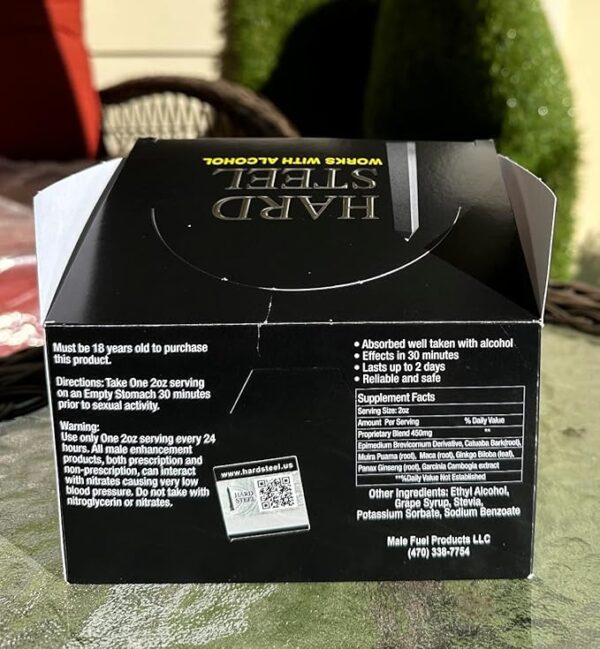 WORKS WITH ALCOHOL
HARD
STEEL
Must be 18 years old to purchase
this product.
Directions: Take One 2oz serving
on an Empty Stomach 30 minutes
prior to sexual activity.
Warning:
Use only One 2oz serving every 24
hours. All male enhancement
products, both prescription and
non-prescription, can interact
with nitrates causing very low
blood pressure. Do not take with
nitroglycerin or nitrates.
www.hardsteel.us
HARD
STEEL
• Absorbed well taken with alcohol
• Effects in 30 minutes
• Lasts up to 2 days
• Reliable and safe
Supplement Facts
Serving Size: 2oz
Amount Per Serving % Daily Value
Proprietary Blend 450mg **
Epimedium Brevicornum Derivative, Catuaba Bark(root),
Muira Puama (root), Maca (root), Ginkgo Biloba (leaf),
Panax Ginseng (root), Garcinia Cambogia extract
**%Daily Value Not Established
Other Ingredients: Ethyl Alcohol,
Grape Syrup, Stevia,
Potassium Sorbate, Sodium Benzoate
Male Fuel Products LLC
(470) 338-7754